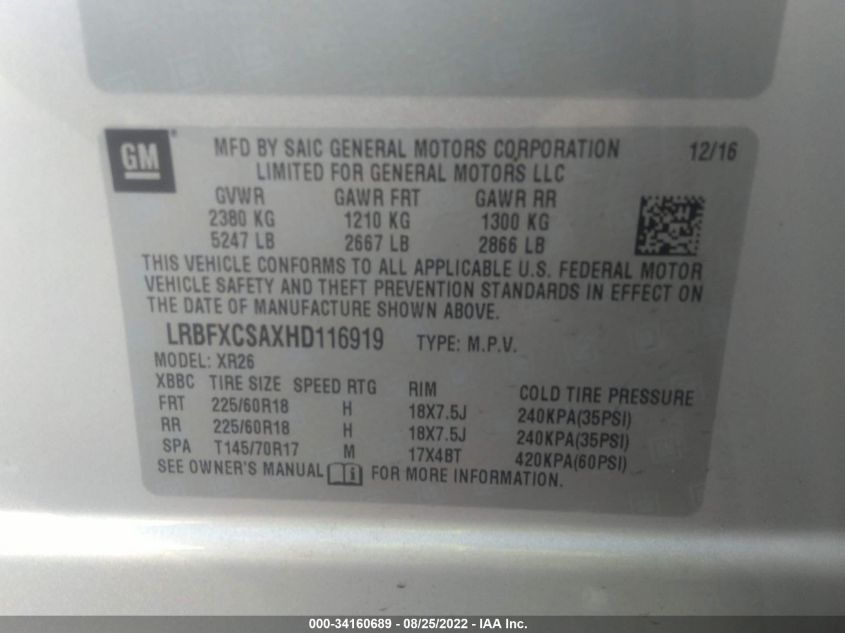 GM® MFD BY SAIC GENERAL MOTORS CORPORATION 12/16
LIMITED FOR GENERAL MOTORS LLC
GVWR GAWR FRT GAWR RR
2380 KG 1210 KG 1300 KG
5247 LB 2667 LB 2866 LB
THIS VEHICLE CONFORMS TO ALL APPLICABLE U.S. FEDERAL MOTOR
VEHICLE SAFETY AND THEFT PREVENTION STANDARDS IN EFFECT ON
THE DATE OF MANUFACTURE SHOWN ABOVE.
LRBFXCSAXHD116919 TYPE: M.P.V.
MODEL: XR26
XBBC TIRE SIZE SPEED RTG RIM COLD TIRE PRESSURE
FRT 225/60R18 H 18X7.5J 240KPA(35PSI)
RR 225/60R18 H 18X7.5J 240KPA(35PSI)
SPA T145/70R17 M 17X4BT 420KPA(60PSI)
SEE OWNER'S MANUAL FOR MORE INFORMATION.
000-34160689 - 08/25/2022 - IAA Inc.